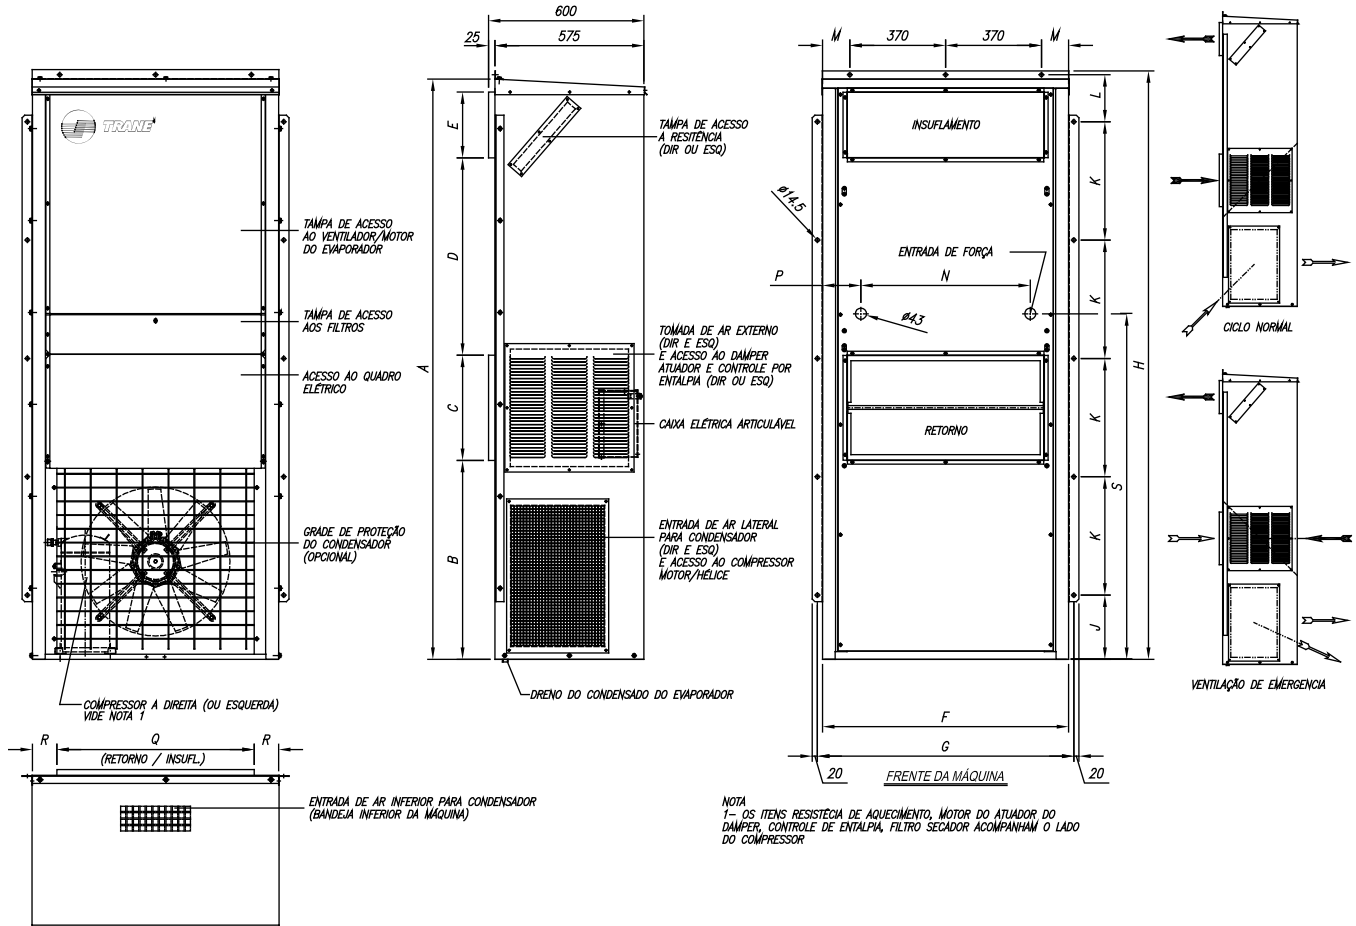 TRANE
TAMPA DE ACESSO
AO VENTILADOR/MOTOR
DO EVAPORADOR
TAMPA DE ACESSO
AOS FILTROS
ACESSO AO QUADRO
ELÉTRICO
GRADE DE PROTEÇÃO
DO CONDENSADOR
(OPCIONAL)
COMPRESSOR A DIREITA (OU ESQUERDA)
VIDE NOTA 1
R
Q
R
(RETORNO / INSUFL.)
ENTRADA DE AR INFERIOR PARA CONDENSADOR
(BANDEJA INFERIOR DA MÁQUINA)
600
25
575
A
E
D
C
B
TAMPA DE ACESSO
A RESITÊNCIA
(DIR OU ESQ)
TOMADA DE AR EXTERNO
(DIR E ESQ)
E ACESSO AO DAMPER
ATUADOR E CONTROLE POR
ENTALPIA (DIR OU ESQ)
CAIXA ELÉTRICA ARTICULÁVEL
ENTRADA DE AR LATERAL
PARA CONDENSADOR
(DIR E ESQ)
E ACESSO AO COMPRESSOR
MOTOR/HÉLICE
DRENO DO CONDENSADO DO EVAPORADOR
M
370
370
M
INSUFLAMENTO
ø14.5
ENTRADA DE FORÇA
P
N
ø43
RETORNO
L
K
K
K
K
J
S
H
F
G
20
FRENTE DA MÁQUINA
20
NOTA
1- OS ITENS RESISTÊCIA DE AQUECIMENTO, MOTOR DO ATUADOR DO
DAMPER, CONTROLE DE ENTALPIA, FILTRO SECADOR ACOMPANHAM O LADO
DO COMPRESSOR
CICLO NORMAL
VENTILAÇÃO DE EMERGENCIA